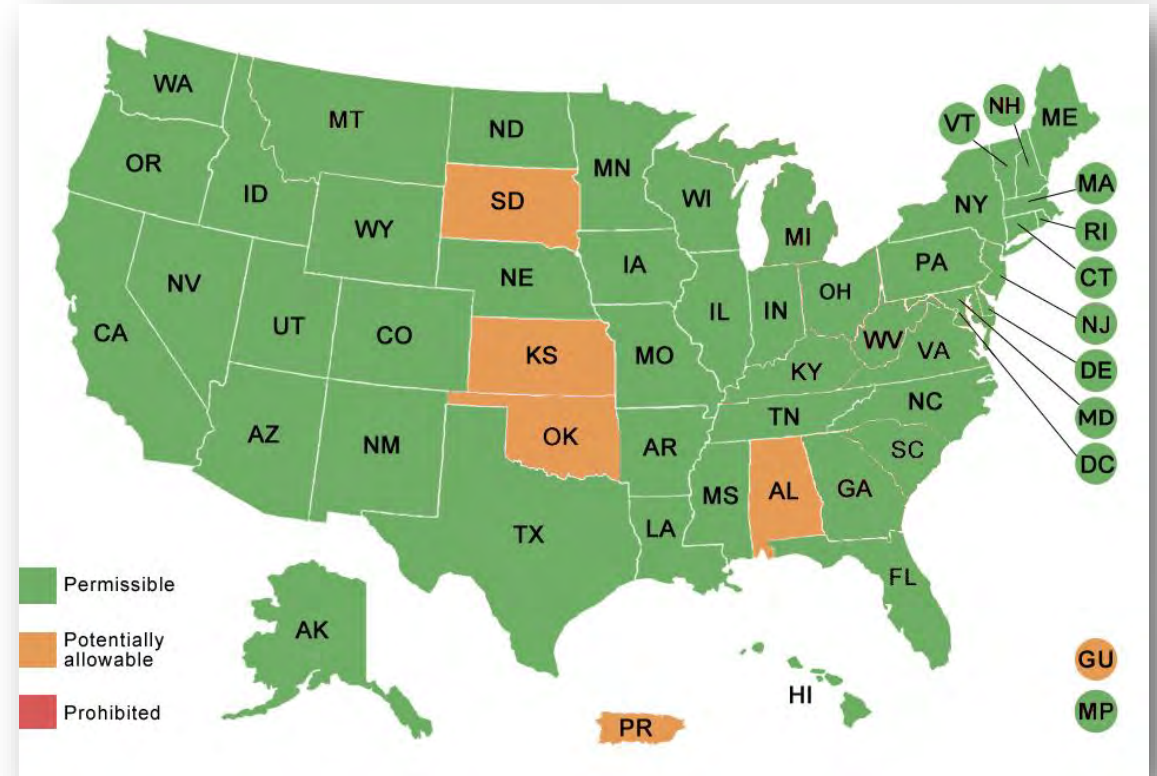 WA
MT
ND
MN
OR
ID
SD
WI
WY
MI
NH
VT
ME
MA
NY
RI
CT
NJ
DE
MD
DC
NV
NE
IA
PA
CA
UT
CO
IL
IN
OH
KS
MO
WV
VA
KY
AZ
NM
OK
AR
TN
NC
SC
TX
LA
MS
AL
GA
FL
Permissible
Potentially
allowable
Prohibited
AK
HI
PR
GU
MP